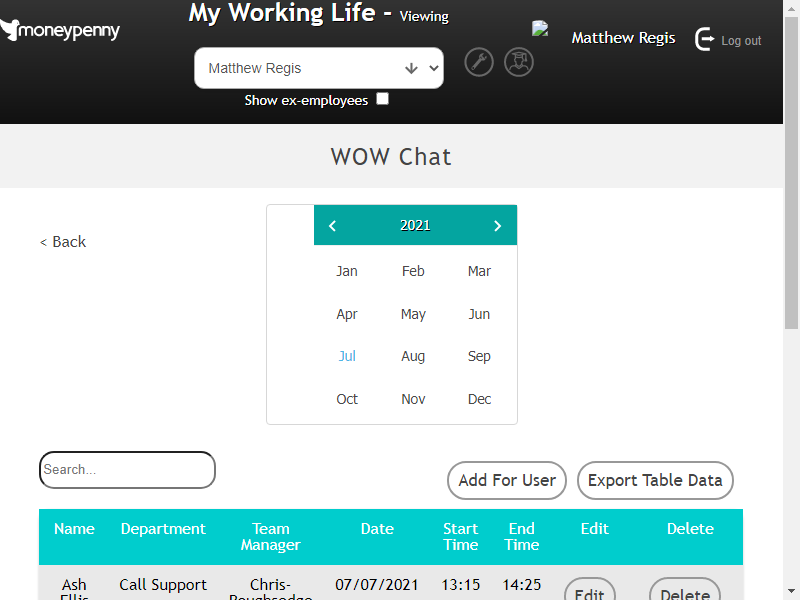 My Working Life - Viewing
moneypenny
Matthew Regis
Log out
Matthew Regis
Show ex-employees
WOW Chat
< Back
2021
Jan Feb Mar
Apr May Jun
Jul Aug Sep
Oct Nov Dec
Search...
Add For User
Export Table Data
Name Department Team Manager Date Start Time End Time Edit Delete
Ash Ellis Call Support Chris-Roughsedge 07/07/2021 13:15 14:25 Edit Delete